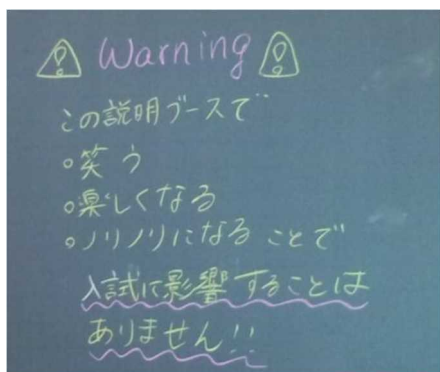 ⚠ Warning ⚠
この説明ブースで
○笑う
○楽しくなる
○ノリノリになることで
入試に影響することは
ありません!!